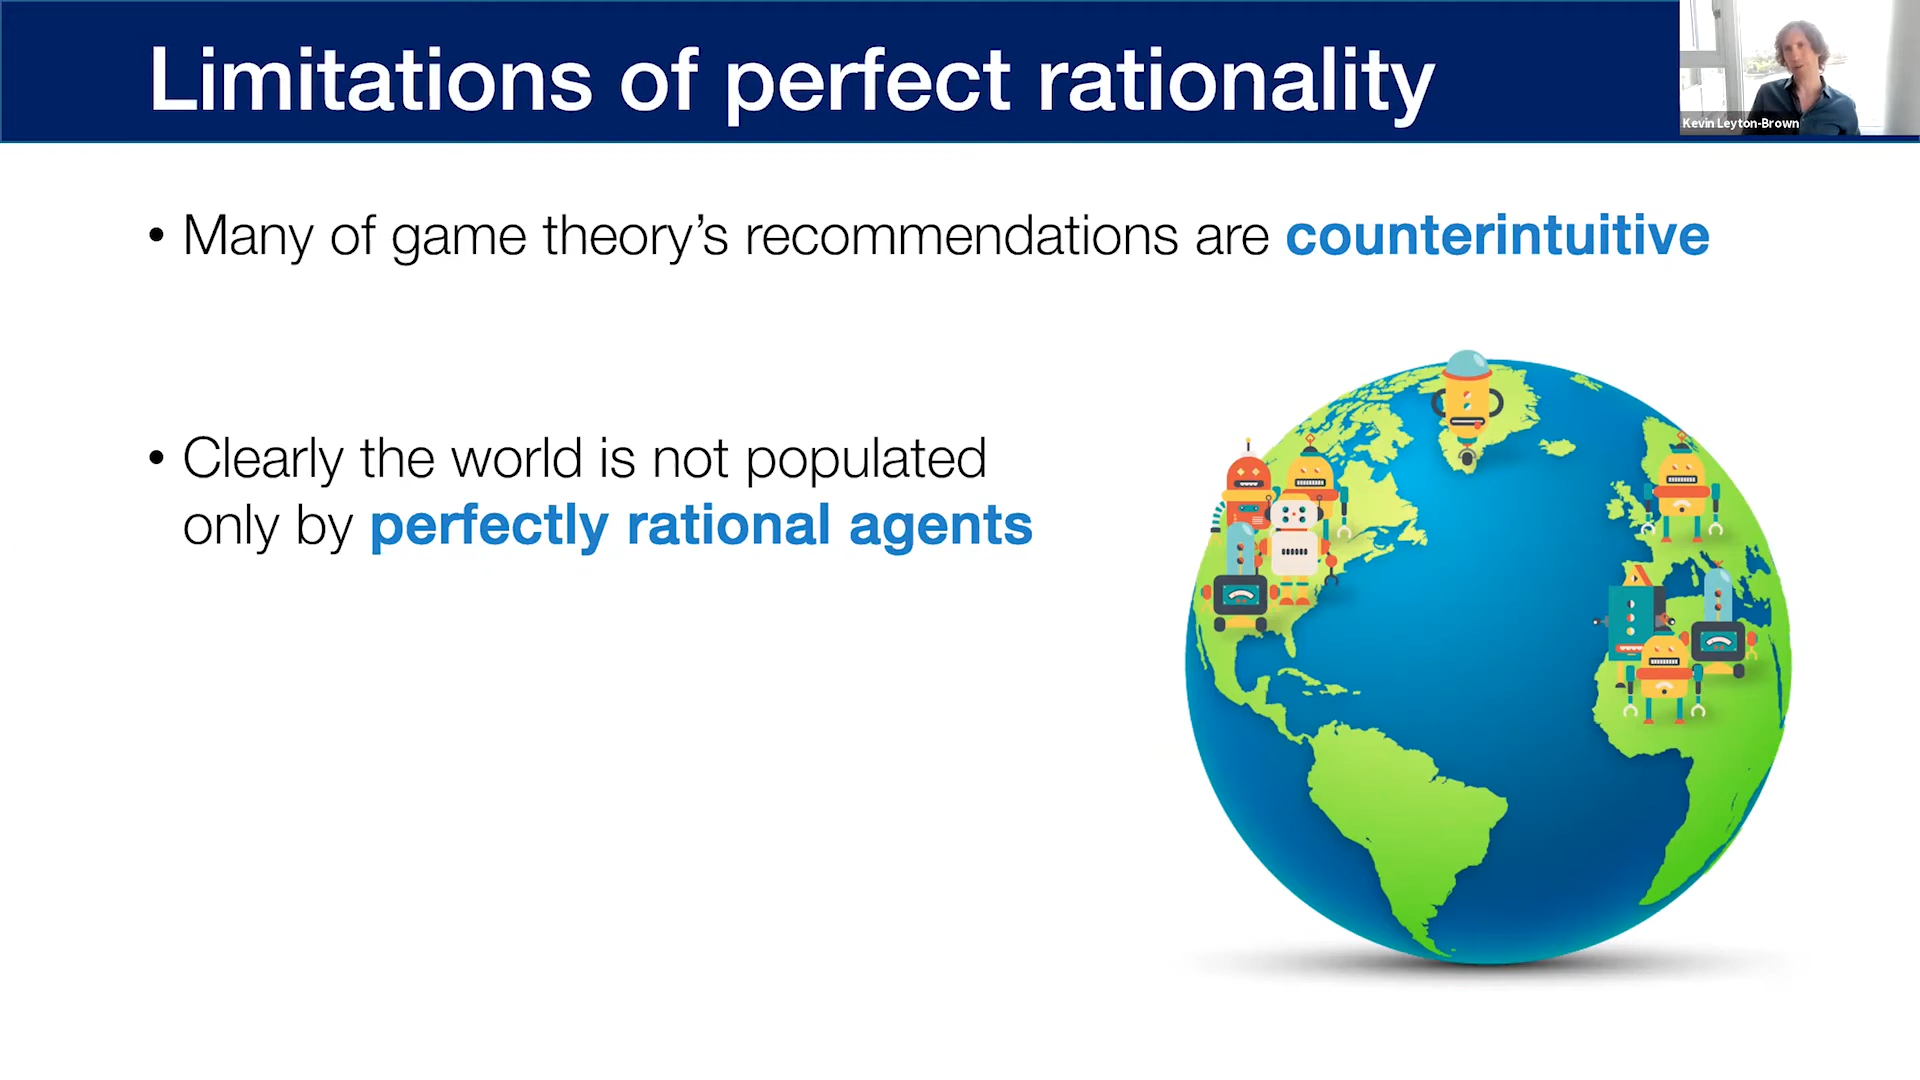 Limitations of perfect rationality
Kevin Leyton-Brown
• Many of game theory’s recommendations are counterintuitive
• Clearly the world is not populated
only by perfectly rational agents